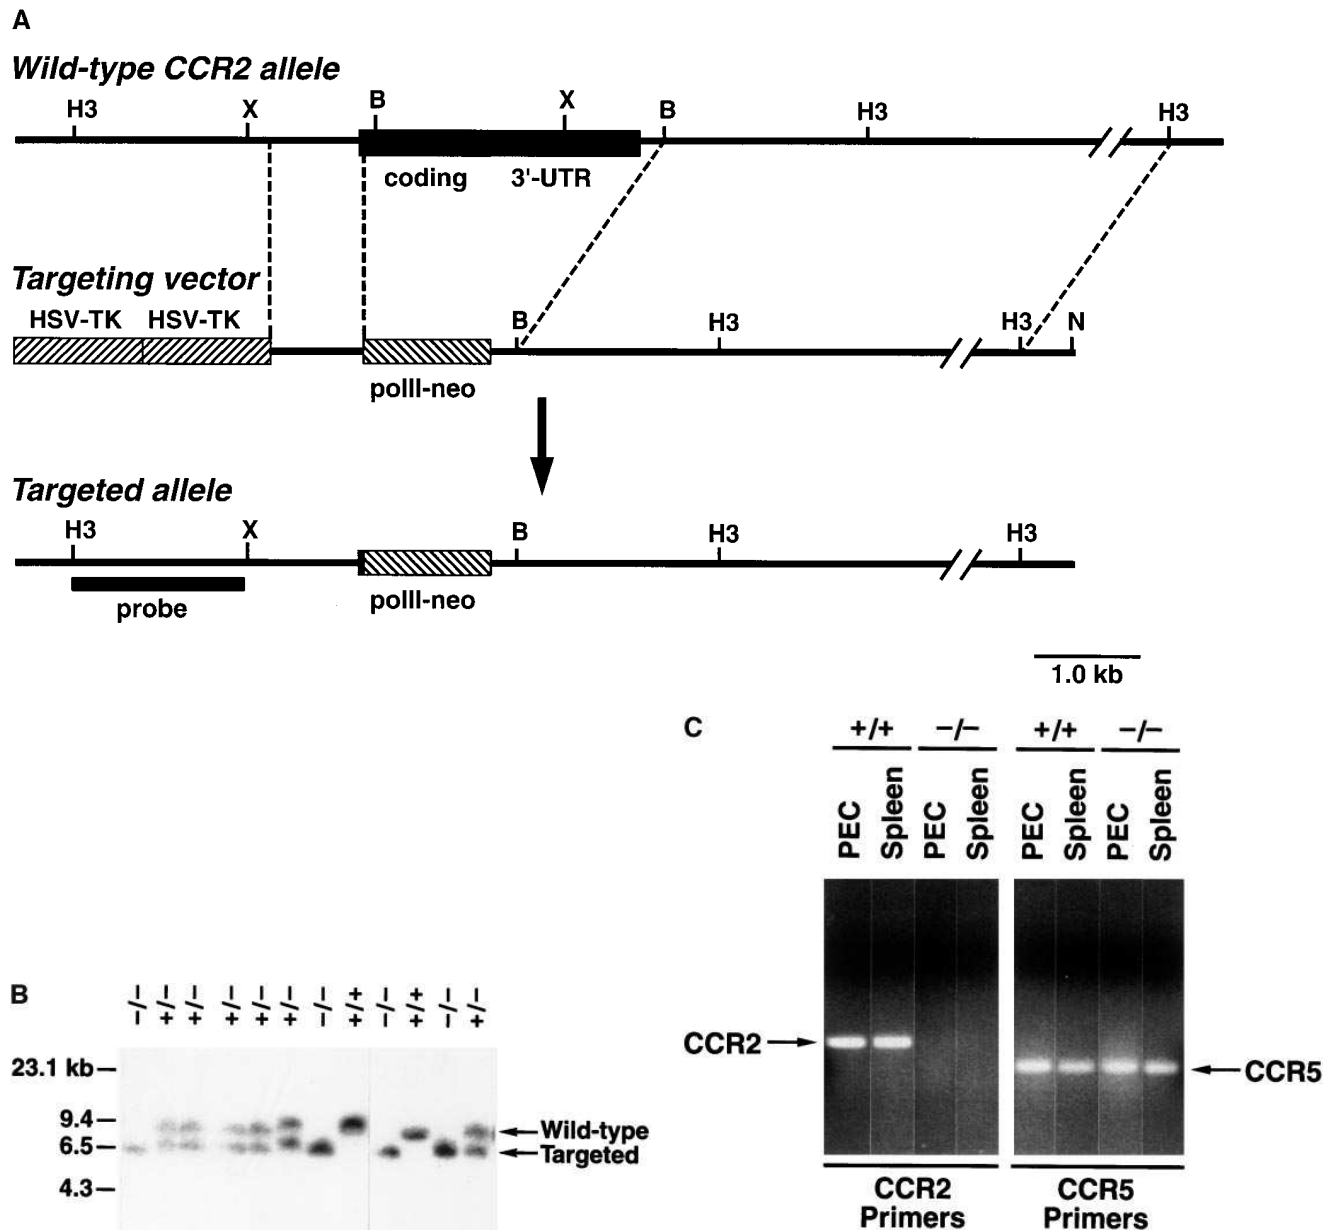 A
Wild-type CCR2 allele
H3 X B X B H3 H3
coding 3'-UTR
Targeting vector
HSV-TK HSV-TK B H3 H3 N
polII-neo
Targeted allele
H3 X B H3 H3
probe polII-neo
1.0 kb
C
+/+ −/− +/+ −/−
PEC Spleen PEC Spleen PEC Spleen PEC Spleen
CCR2
CCR5
CCR2 Primers
CCR5 Primers
B
−/− +/− +/− +/− +/− +/− −/− +/+ −/− +/+ −/− +/−
23.1 kb
9.4
6.5
4.3
Wild-type
Targeted